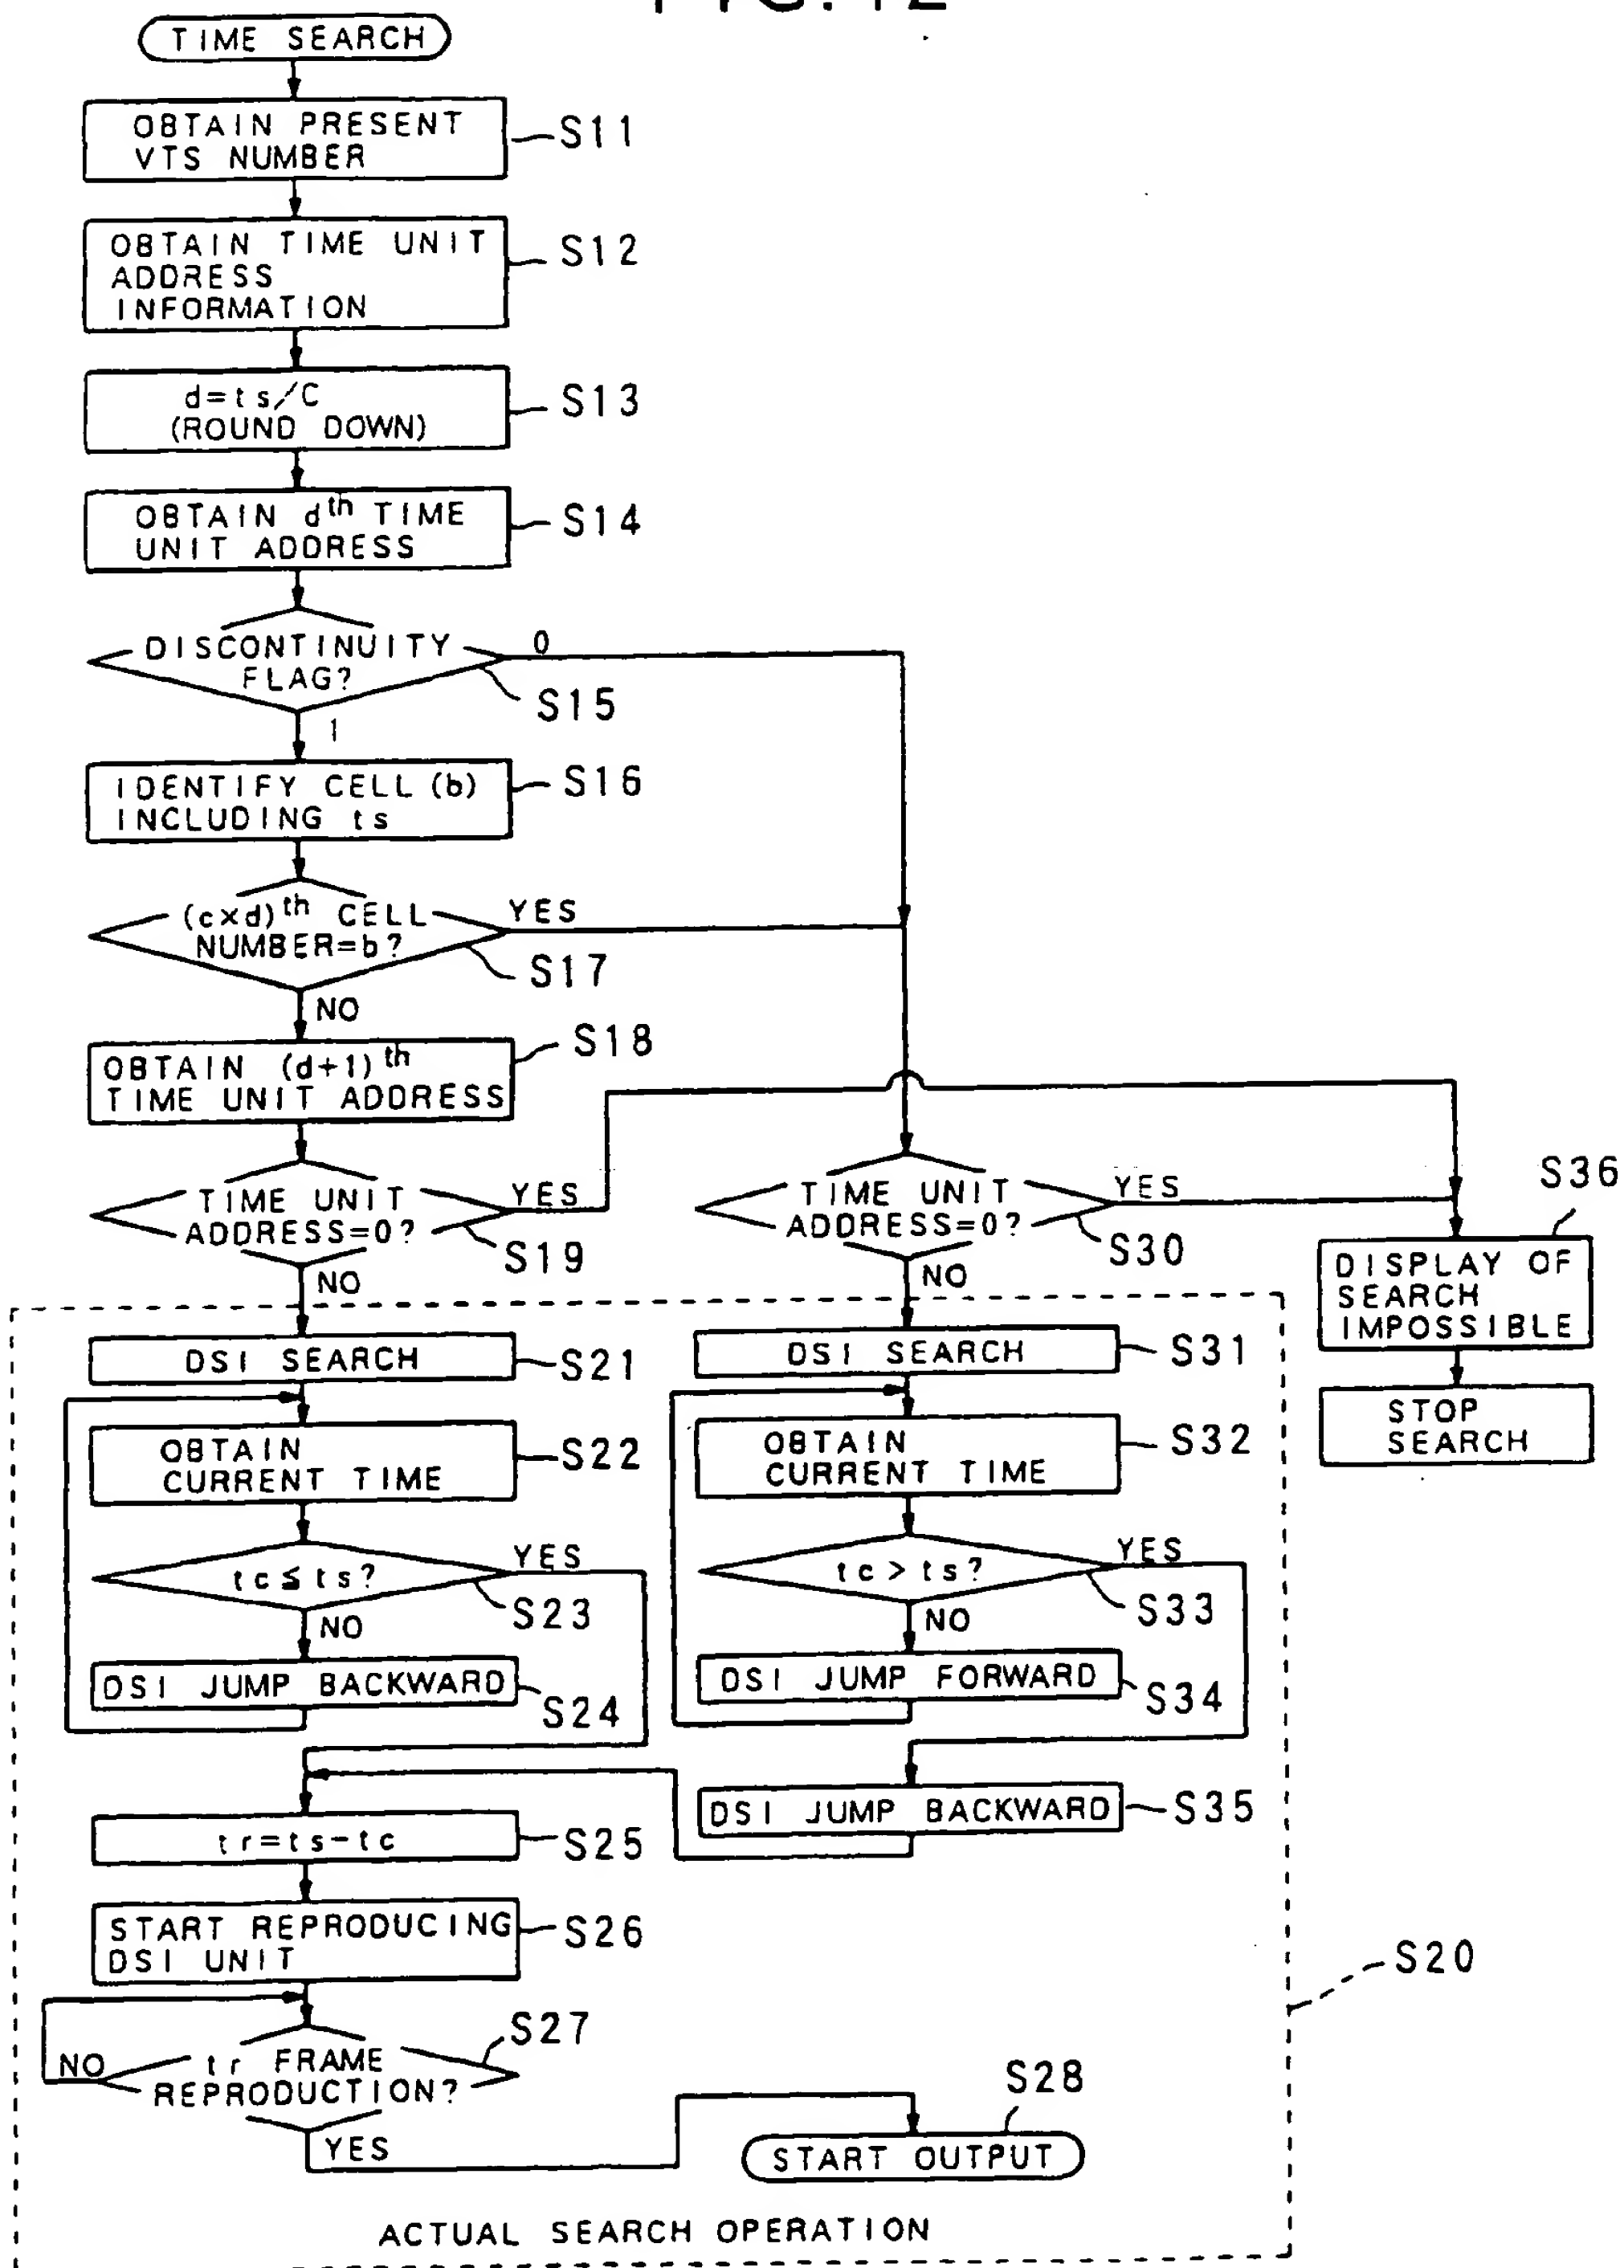 FIG. 12
TIME SEARCH
OBTAIN PRESENT
VTS NUMBER
S11
OBTAIN TIME UNIT
ADDRESS
INFORMATION
S12
d=ts/C
(ROUND DOWN)
S13
OBTAIN dth TIME
UNIT ADDRESS
S14
DISCONTINUITY
FLAG?
0
S15
1
IDENTIFY CELL (b)
INCLUDING ts
S16
(c×d)th CELL
NUMBER=b?
YES
S17
NO
OBTAIN (d+1)th
TIME UNIT ADDRESS
S18
TIME UNIT
ADDRESS=0?
YES
S19
NO
TIME UNIT
ADDRESS=0?
YES
S30
NO
S36
DISPLAY OF
SEARCH
IMPOSSIBLE
STOP
SEARCH
DSI SEARCH
S21
OBTAIN
CURRENT TIME
S22
tc≤ts?
YES
S23
NO
DSI JUMP BACKWARD
S24
DSI SEARCH
S31
OBTAIN
CURRENT TIME
S32
tc>ts?
YES
S33
NO
DSI JUMP FORWARD
S34
DSI JUMP BACKWARD
S35
tr=ts-tc
S25
START REPRODUCING
DSI UNIT
S26
S20
S27
NO
tr FRAME
REPRODUCTION?
YES
S28
START OUTPUT
ACTUAL SEARCH OPERATION